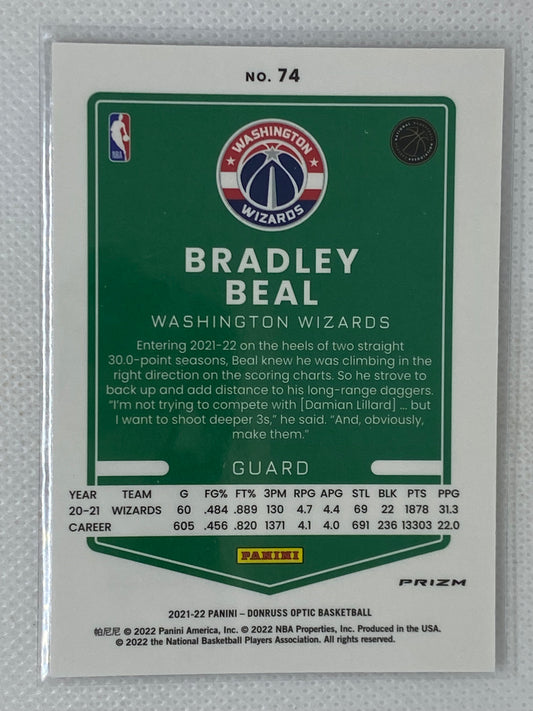 NO. 74
NBA
WASHINGTON
WIZARDS
BRADLEY
BEAL
WASHINGTON WIZARDS
Entering 2021-22 on the heels of two straight
30.0-point seasons, Beal knew he was climbing in the
right direction on the scoring charts. So he strove to
back up and add distance to his long-range daggers.
“I’m not trying to compete with [Damian Lillard] ... but
I want to shoot deeper 3s,” he said. “And, obviously,
make them.”
GUARD
YEAR TEAM G FG% FT% 3PM RPG APG STL BLK PTS PPG
20-21 WIZARDS 60 .484 .889 130 4.7 4.4 69 22 1878 31.3
CAREER 605 .456 .820 1371 4.1 4.0 691 236 13303 22.0
PANINI
PRIZM
2021-22 PANINI – DONRUSS OPTIC BASKETBALL
帕尼尼 © 2022 Panini America, Inc. © 2022 NBA Properties, Inc. Produced in the USA.
© 2022 the National Basketball Players Association. All rights reserved.